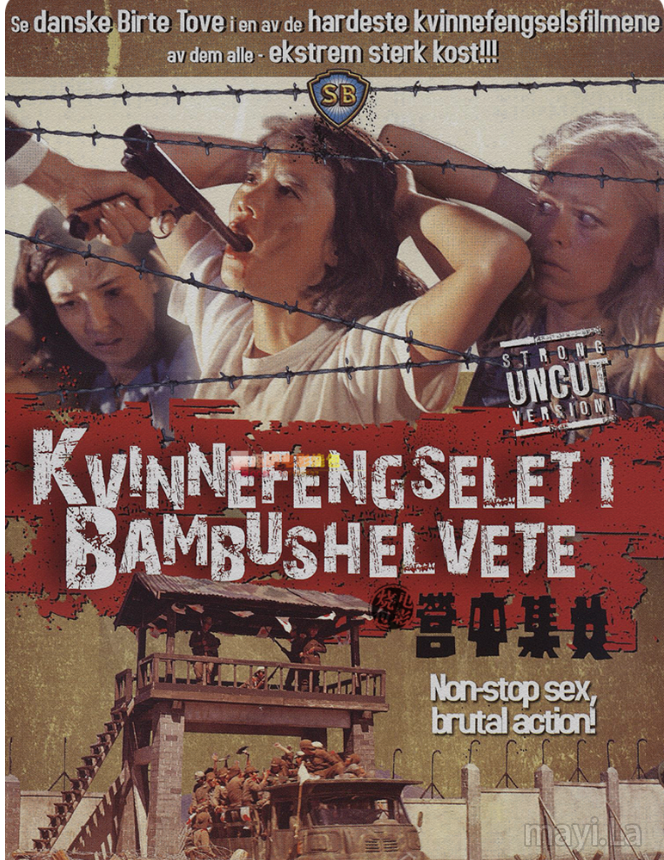 Se danske Birte Tove i en av de hardeste kvinnefengselsfilmene
av dem alle - ekstrem sterk kost!!!
SB
STRONG
UNCUT
VERSION!
KVINNEFENGSELET I
BAMBUSHELVETE
營中集女
Non-stop sex,
brutal action!
mayi.la